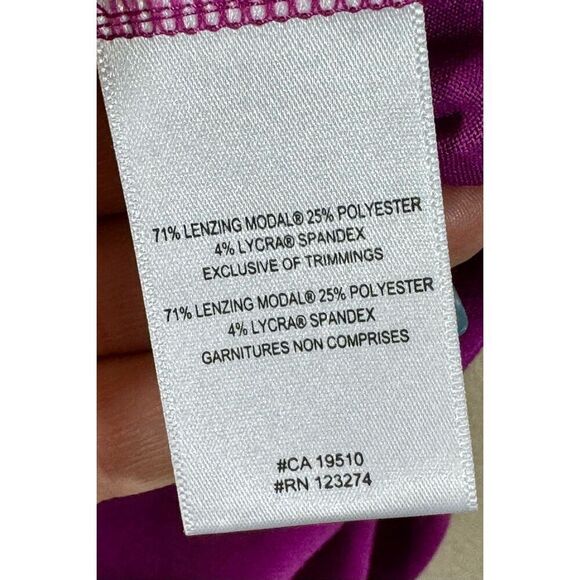 71% LENZING MODAL® 25% POLYESTER
4% LYCRA® SPANDEX
EXCLUSIVE OF TRIMMINGS
71% LENZING MODAL® 25% POLYESTER
4% LYCRA® SPANDEX
GARNITURES NON COMPRISES
#CA 19510
#RN 123274